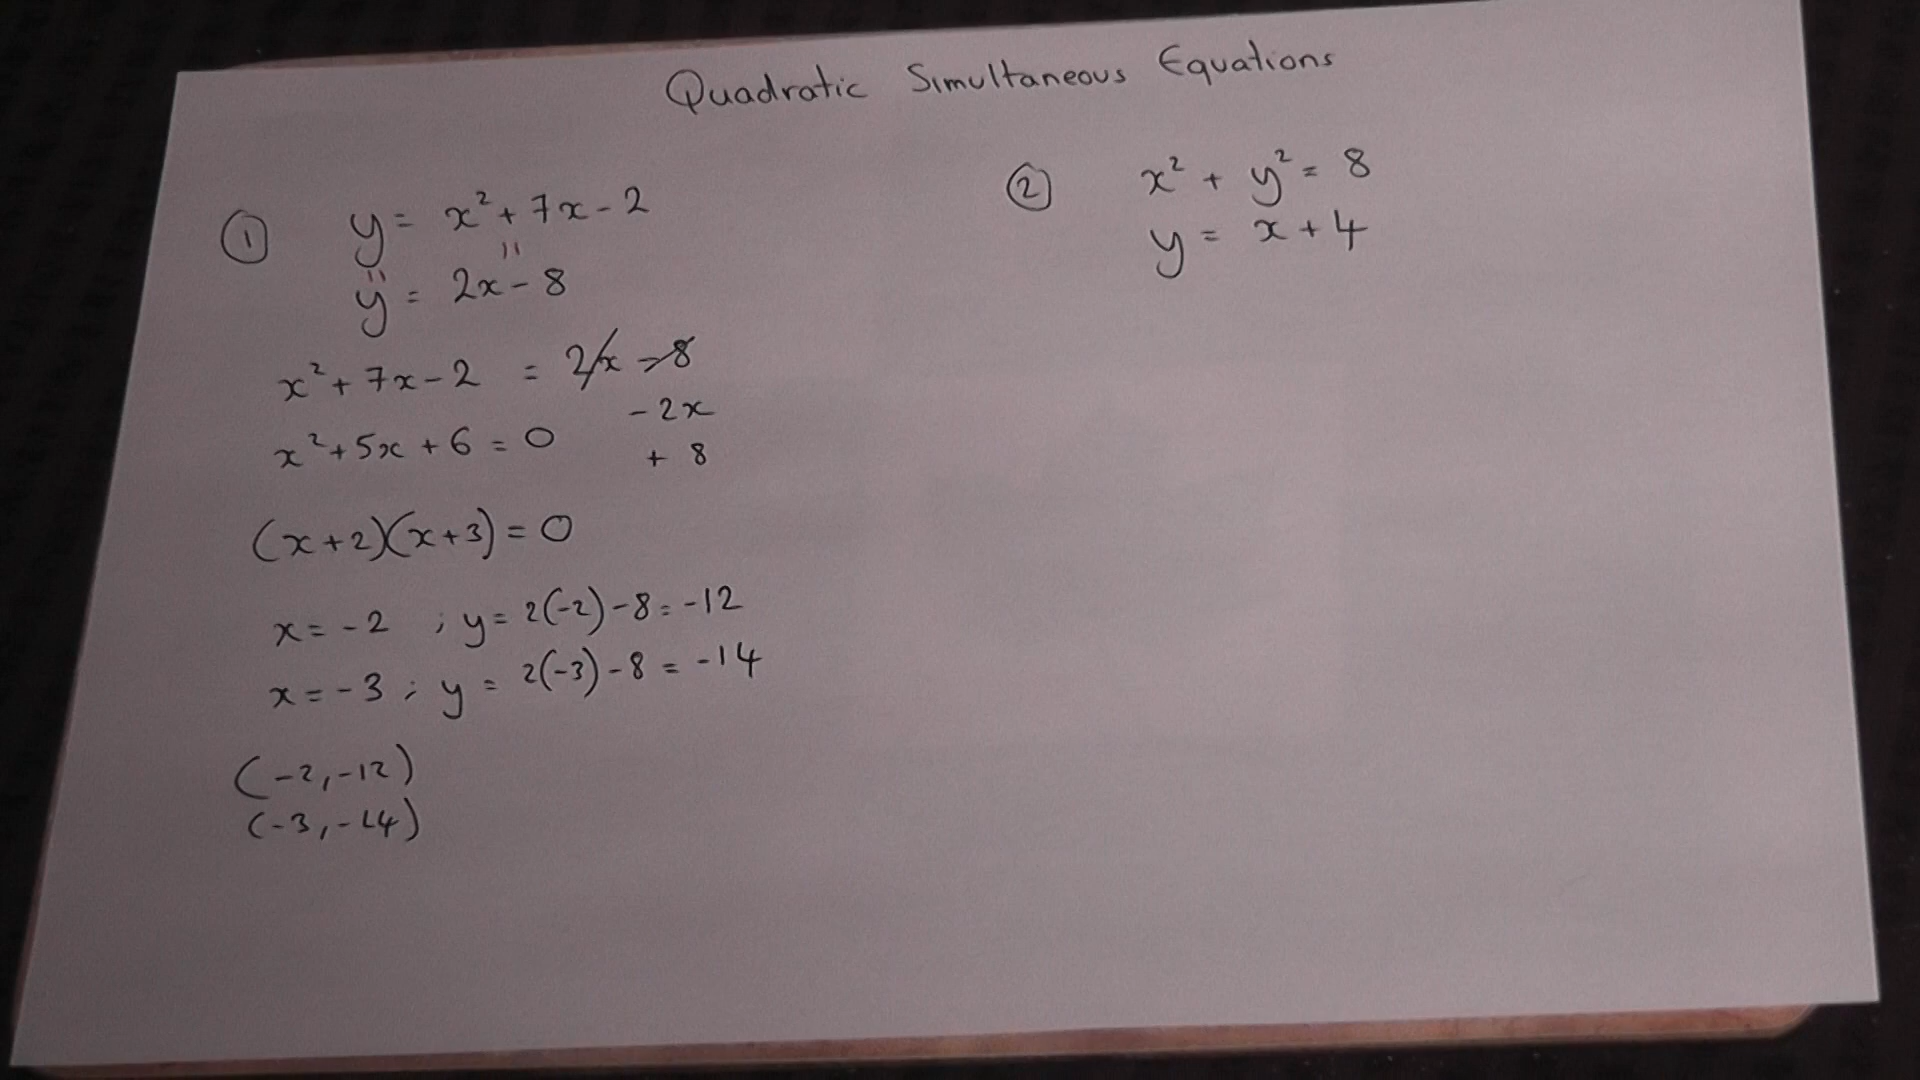 Quadratic Simultaneous Equations
① y = x² + 7x - 2
" "
y = 2x - 8
x² + 7x - 2 = 2x - 8
- 2x
x² + 5x + 6 = 0
+ 8
(x+2)(x+3) = 0
x = -2 ; y = 2(-2) - 8 = -12
x = -3 ; y = 2(-3) - 8 = -14
(-2, -12)
(-3, -14)
② x² + y² = 8
y = x + 4